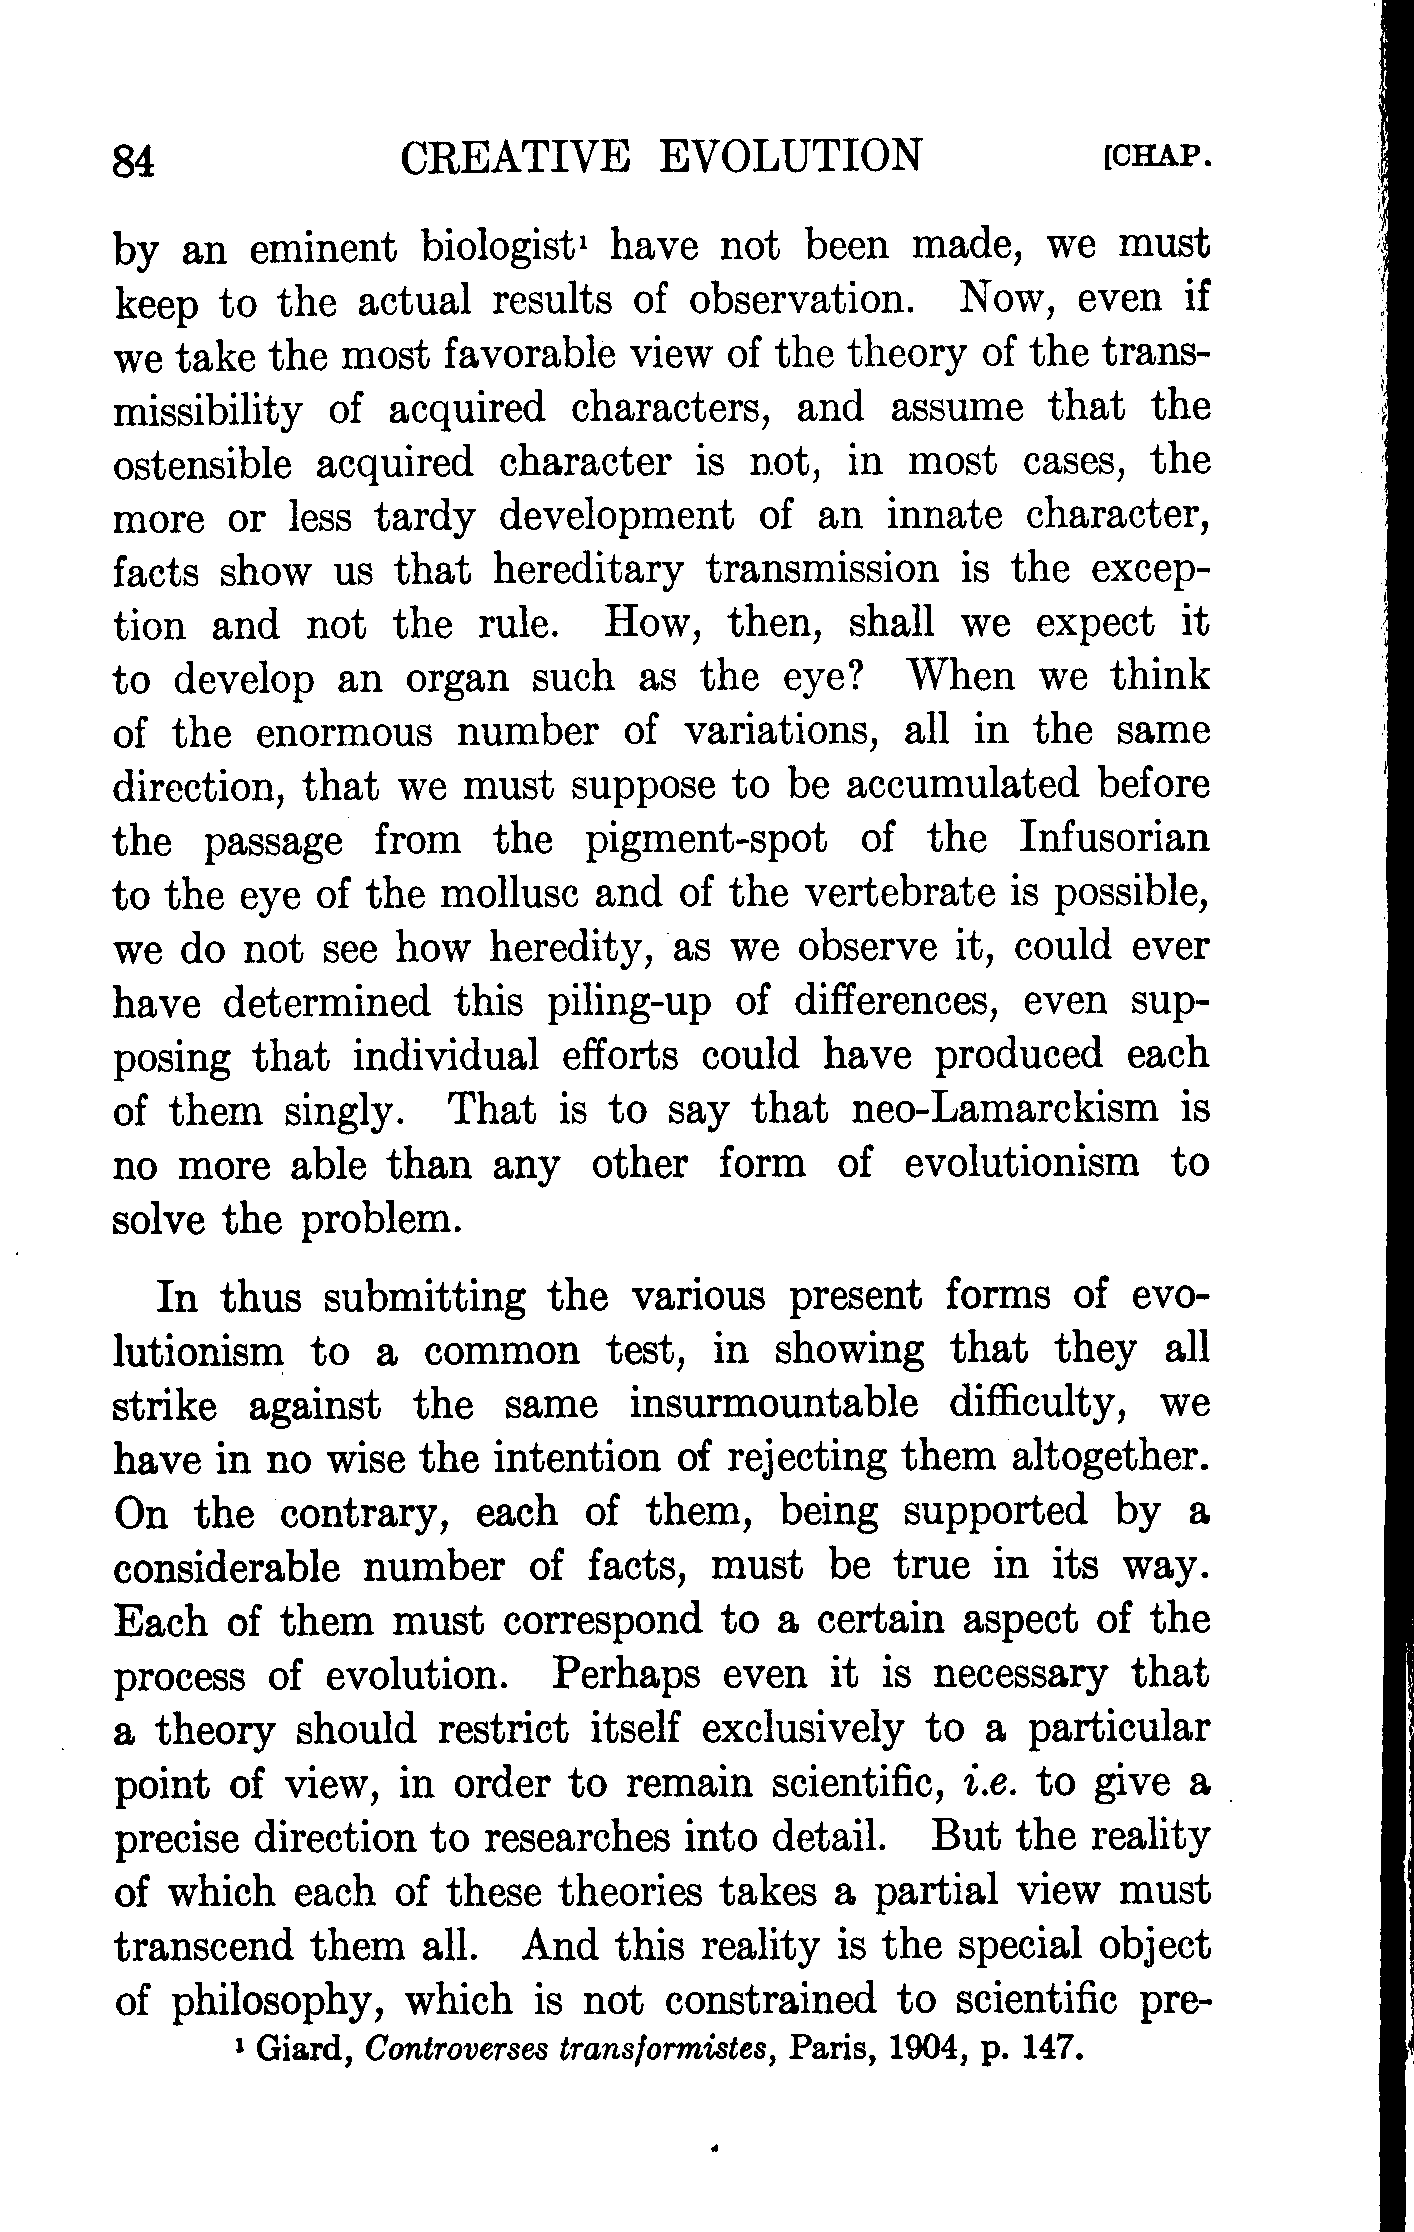 84 CREATIVE EVOLUTION [CHAP.
by an eminent biologist¹ have not been made, we must
keep to the actual results of observation. Now, even if
we take the most favorable view of the theory of the trans-
missibility of acquired characters, and assume that the
ostensible acquired character is not, in most cases, the
more or less tardy development of an innate character,
facts show us that hereditary transmission is the excep-
tion and not the rule. How, then, shall we expect it
to develop an organ such as the eye? When we think
of the enormous number of variations, all in the same
direction, that we must suppose to be accumulated before
the passage from the pigment-spot of the Infusorian
to the eye of the mollusc and of the vertebrate is possible,
we do not see how heredity, as we observe it, could ever
have determined this piling-up of differences, even sup-
posing that individual efforts could have produced each
of them singly. That is to say that neo-Lamarckism is
no more able than any other form of evolutionism to
solve the problem.
In thus submitting the various present forms of evo-
lutionism to a common test, in showing that they all
strike against the same insurmountable difficulty, we
have in no wise the intention of rejecting them altogether.
On the contrary, each of them, being supported by a
considerable number of facts, must be true in its way.
Each of them must correspond to a certain aspect of the
process of evolution. Perhaps even it is necessary that
a theory should restrict itself exclusively to a particular
point of view, in order to remain scientific, i.e. to give a
precise direction to researches into detail. But the reality
of which each of these theories takes a partial view must
transcend them all. And this reality is the special object
of philosophy, which is not constrained to scientific pre-
¹ Giard, Controverses transformistes, Paris, 1904, p. 147.